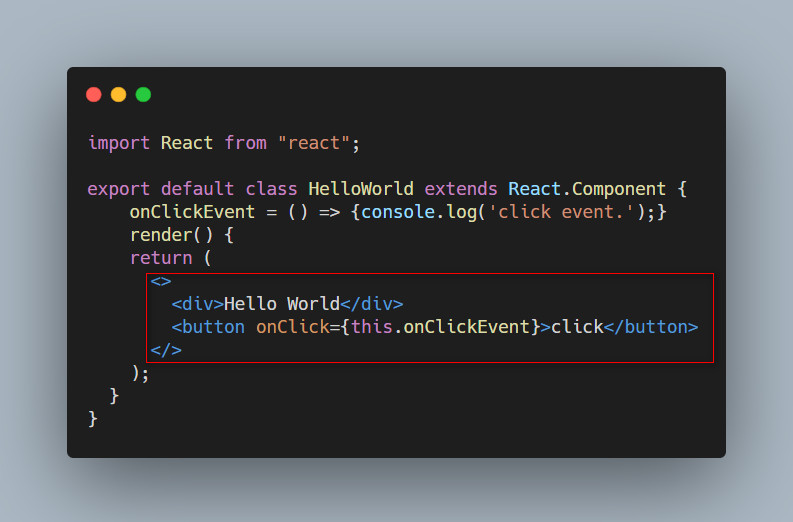 import React from "react";

export default class HelloWorld extends React.Component {
    onClickEvent = () => {console.log('click event.');}
    render() {
    return (
      <>
        <div>Hello World</div>
        <button onClick={this.onClickEvent}>click</button>
      </>
    );
  }
}